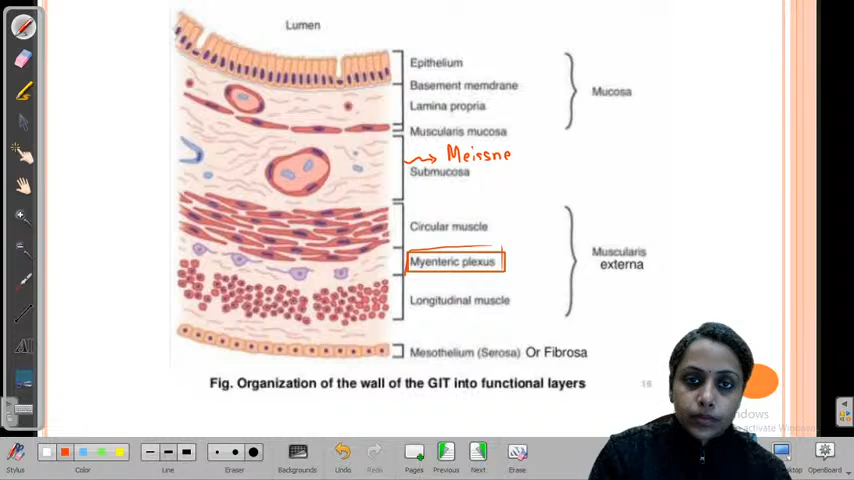 Lumen
Epithelium
Basement memdrane
Lamina propria
Mucosa
Muscularis mucosa
Meissne
Submucosa
Circular muscle
Myenteric plexus
Muscularis
externa
Longitudinal muscle
Mesothelium (Serosa) Or Fibrosa
Fig. Organization of the wall of the GIT into functional layers
16
Stylus
Color
Line
Eraser
Backgrounds
Undo
Redo
Pages
Previous
Next
Erase
OpenBoard